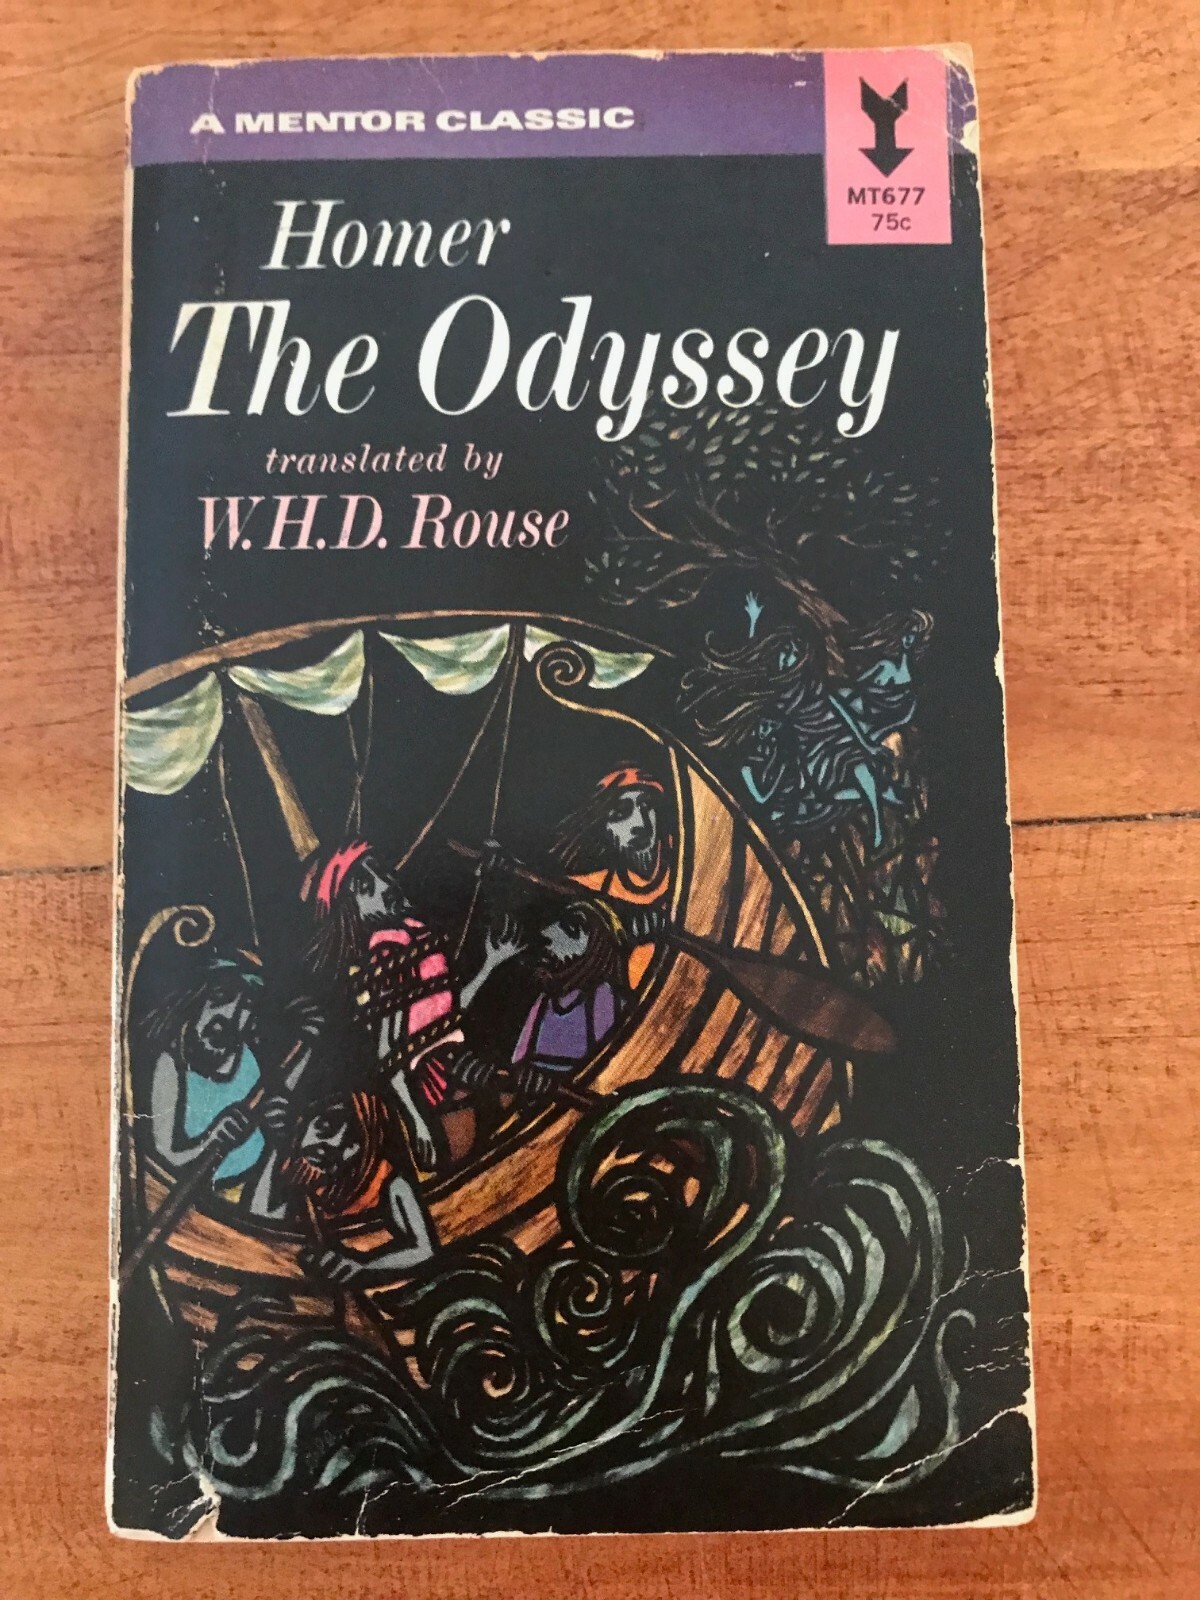 A MENTOR CLASSIC
MT677
75c
Homer
The Odyssey
translated by
W.H.D. Rouse